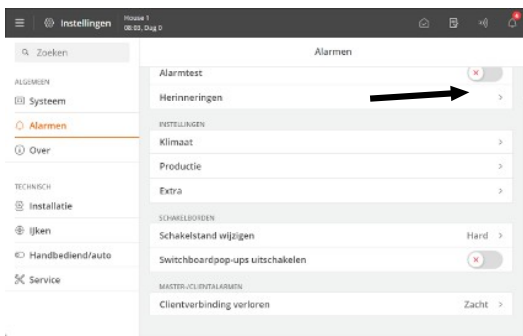 Instellingen
House 1
08:03, Dag 0
Zoeken
ALGEMEEN
Systeem
Alarmen
Over
TECHNISCH
Installatie
IJken
Handbediend/auto
Service
Alarmen
Alarmtest
Herinneringen
INSTELLINGEN
Klimaat
Productie
Extra
SCHAKELBORDEN
Schakelstand wijzigen Hard
Switchboardpop-ups uitschakelen
MASTER-/CLIENTALARMEN
Clientverbinding verloren Zacht